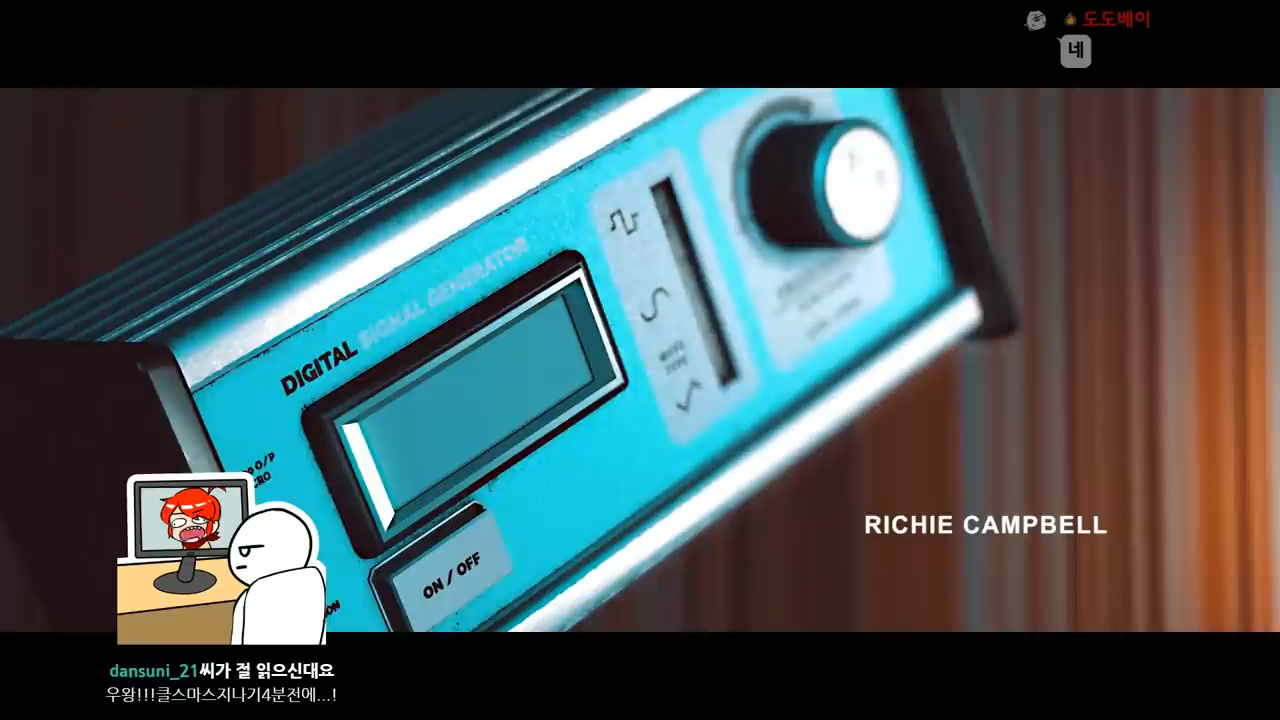 도도베이
네
DIGITAL SIGNAL GENERATOR
ON / OFF
RICHIE CAMPBELL
dansuni_21씨가 절 읽으신대요
우왕!!!클스마스지나기4분전에...!